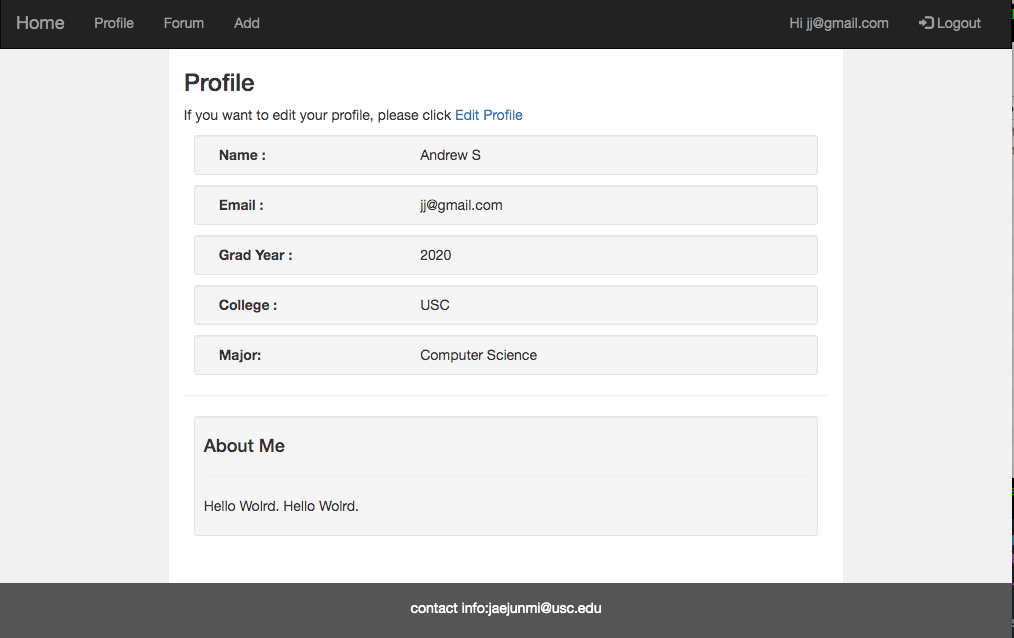 Home Profile Forum Add Hi jj@gmail.com Logout
Profile
If you want to edit your profile, please click Edit Profile
Name : Andrew S
Email : jj@gmail.com
Grad Year : 2020
College : USC
Major: Computer Science
About Me
Hello Wolrd. Hello Wolrd.
contact info:jaejunmi@usc.edu